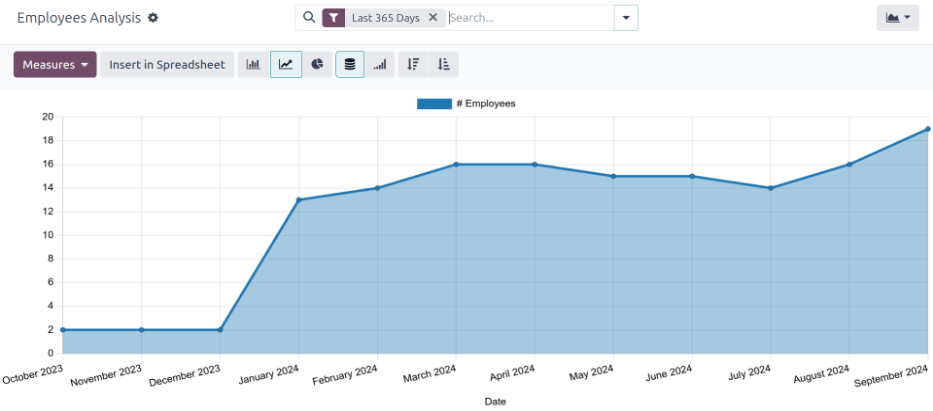 Employees Analysis
Last 365 Days
Search...
Measures
Insert in Spreadsheet
# Employees
20
18
16
14
12
10
8
6
4
2
0
October 2023
November 2023
December 2023
January 2024
February 2024
March 2024
April 2024
May 2024
June 2024
July 2024
August 2024
September 2024
Date